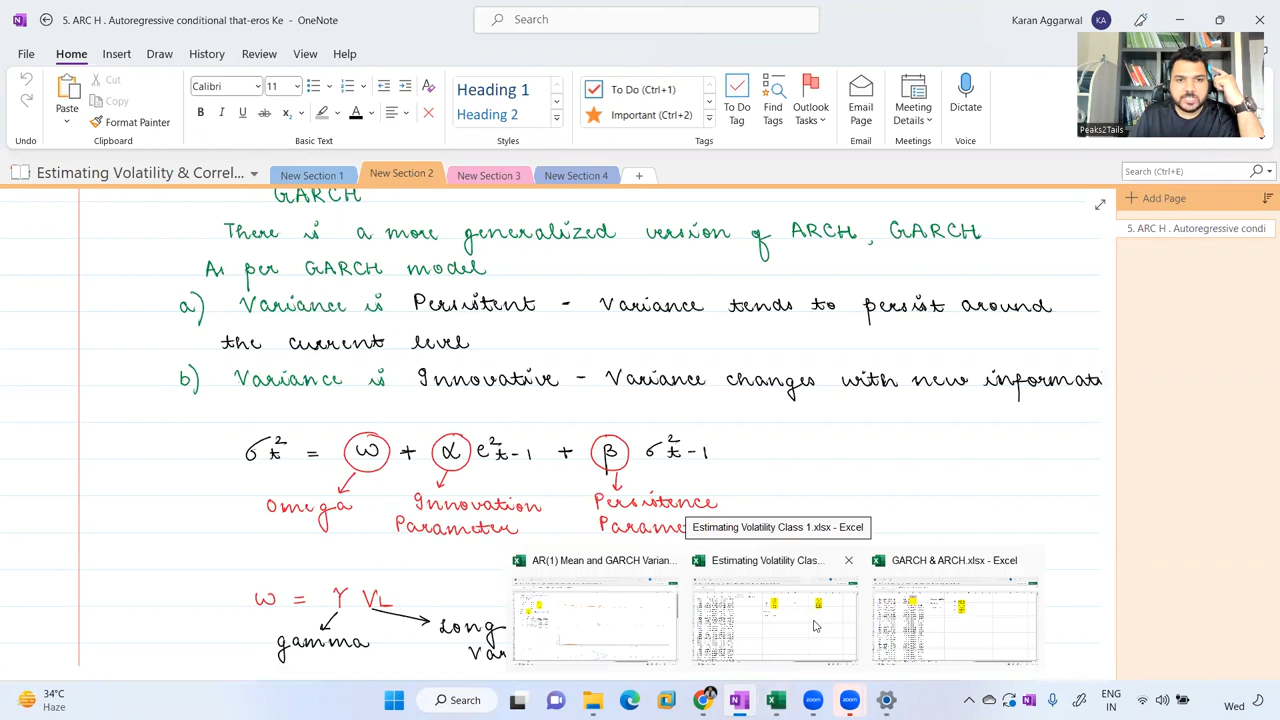 5. ARC H . Autoregressive conditional that-eros Ke - OneNote
Search
Karan Aggarwal
KA
File Home Insert Draw History Review View Help
Undo
Paste
Cut
Copy
Format Painter
Clipboard
Calibri 11
B I U ab x₂ A
Basic Text
Heading 1
Heading 2
Styles
To Do (Ctrl+1)
Important (Ctrl+2)
To Do Tag
Find Tags
Outlook Tasks
Tags
Email Page
Email
Meeting Details
Meetings
Dictate
Voice
Peaks2Tails
Estimating Volatility & Correl...
New Section 1
New Section 2
New Section 3
New Section 4
Search (Ctrl+E)
Add Page
5. ARC H . Autoregressive condi
GARCH
There is a more generalized version of ARCH, GARCH
As per GARCH model
a) Variance is Persistent - Variance tends to persist around
the current level
b) Variance is Innovative - Variance changes with new informati
σ²t = ω + α e²t-1 + β σ²t-1
Omega Innovation Persistence
Parameter Parame
Estimating Volatility Class 1.xlsx - Excel
AR(1) Mean and GARCH Varian...
Estimating Volatility Clas...
GARCH & ARCH.xlsx - Excel
ω = γ VL
gamma
Long
Var
34°C
Haze
Search
ENG
IN
Wed